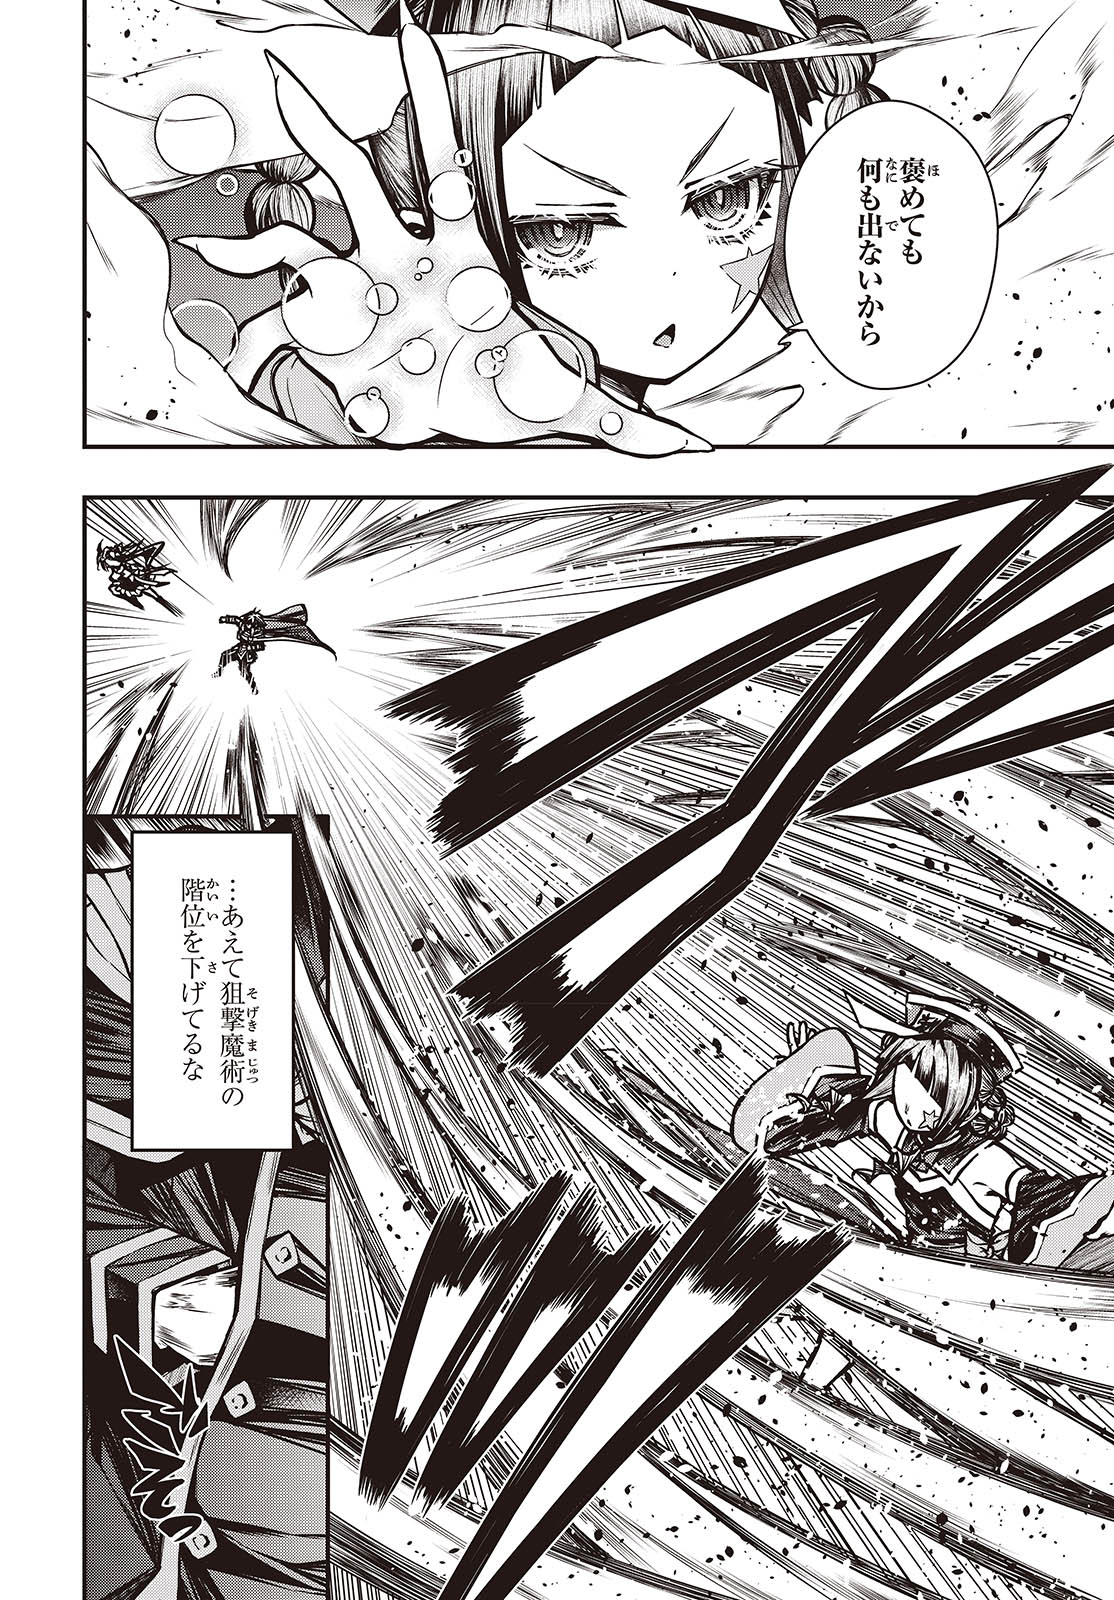 褒めても
何も出ないから
…あえて狙撃魔術の
階位を下げてるな